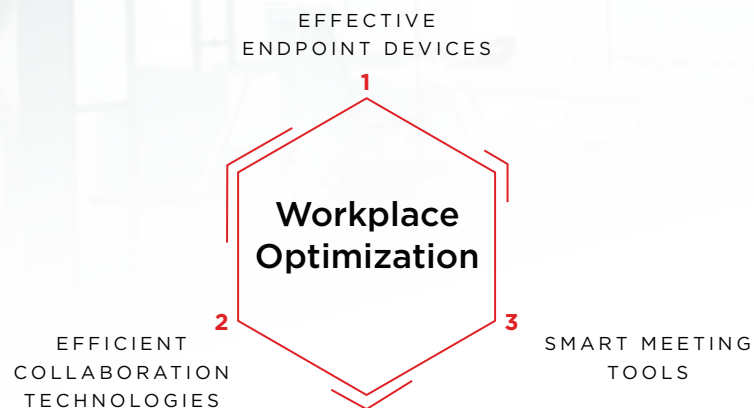 EFFECTIVE
ENDPOINT DEVICES
1
Workplace
Optimization
2
EFFICIENT
COLLABORATION
TECHNOLOGIES
3
SMART MEETING
TOOLS